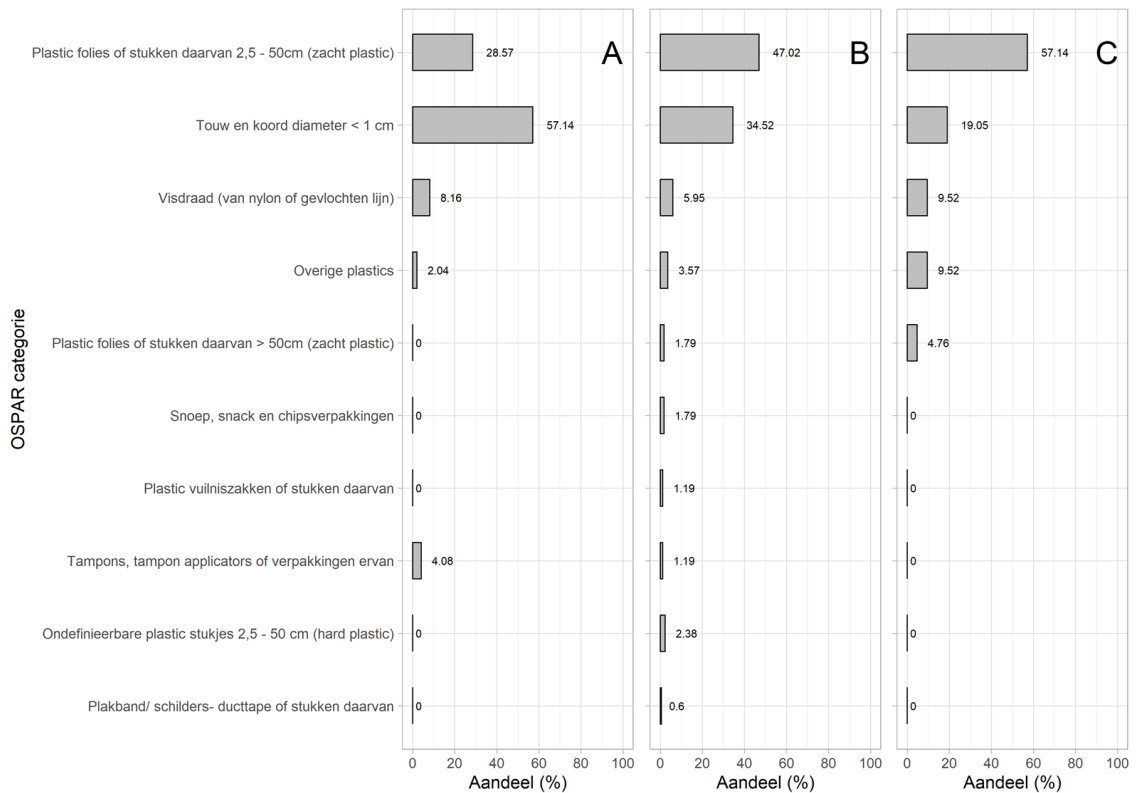 Plastic folies of stukken daarvan 2,5 - 50cm (zacht plastic) 28.57 A 47.02 B 57.14 C
Touw en koord diameter < 1 cm 57.14 34.52 19.05
Visdraad (van nylon of gevlochten lijn) 8.16 5.95 9.52
Overige plastics 2.04 3.57 9.52
Plastic folies of stukken daarvan > 50cm (zacht plastic) 0 1.79 4.76
Snoep, snack en chipsverpakkingen 0 1.79 0
Plastic vuilniszakken of stukken daarvan 0 1.19 0
Tampons, tampon applicators of verpakkingen ervan 4.08 1.19 0
Ondefinieerbare plastic stukjes 2,5 - 50 cm (hard plastic) 0 2.38 0
Plakband/ schilders- ducttape of stukken daarvan 0 0.6 0
OSPAR categorie
0 20 40 60 80 100 0 20 40 60 80 100 0 20 40 60 80 100
Aandeel (%) Aandeel (%) Aandeel (%)